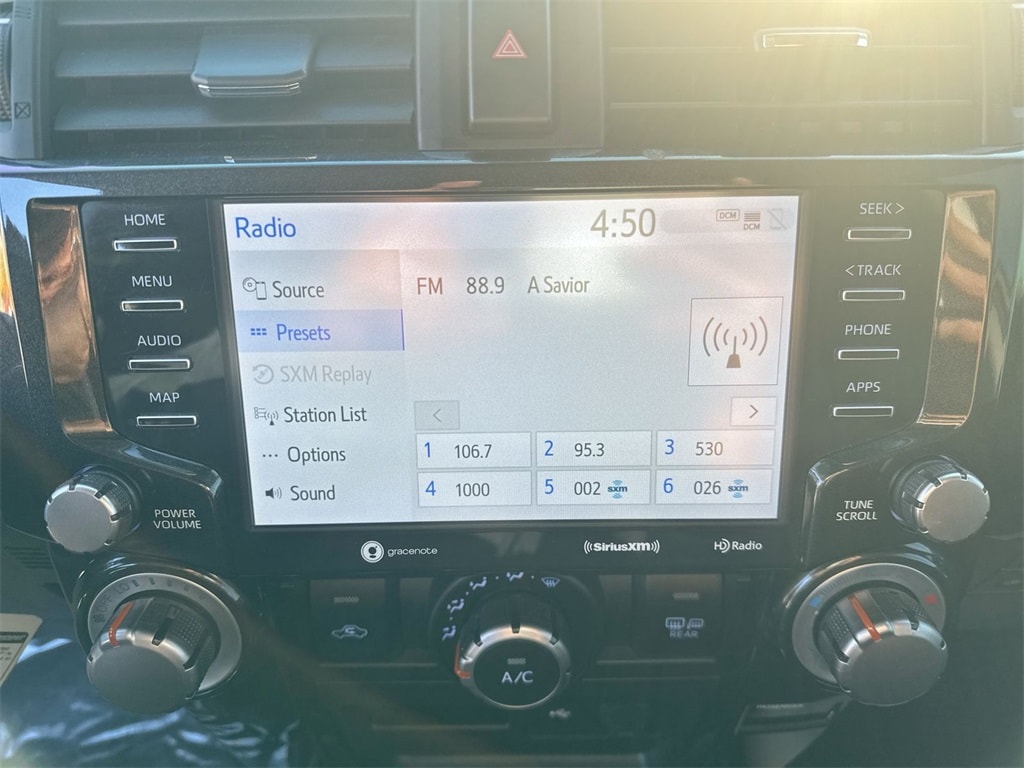 HOME
MENU
AUDIO
MAP
POWER
VOLUME
Radio
4:50
DCM
DCM
Source
Presets
SXM Replay
Station List
Options
Sound
FM 88.9 A Savior
<
>
1 106.7
2 95.3
3 530
4 1000
5 002 sxm
6 026 sxm
gracenote
((SiriusXM))
HD Radio
SEEK >
< TRACK
PHONE
APPS
TUNE
SCROLL
A/C
REAR